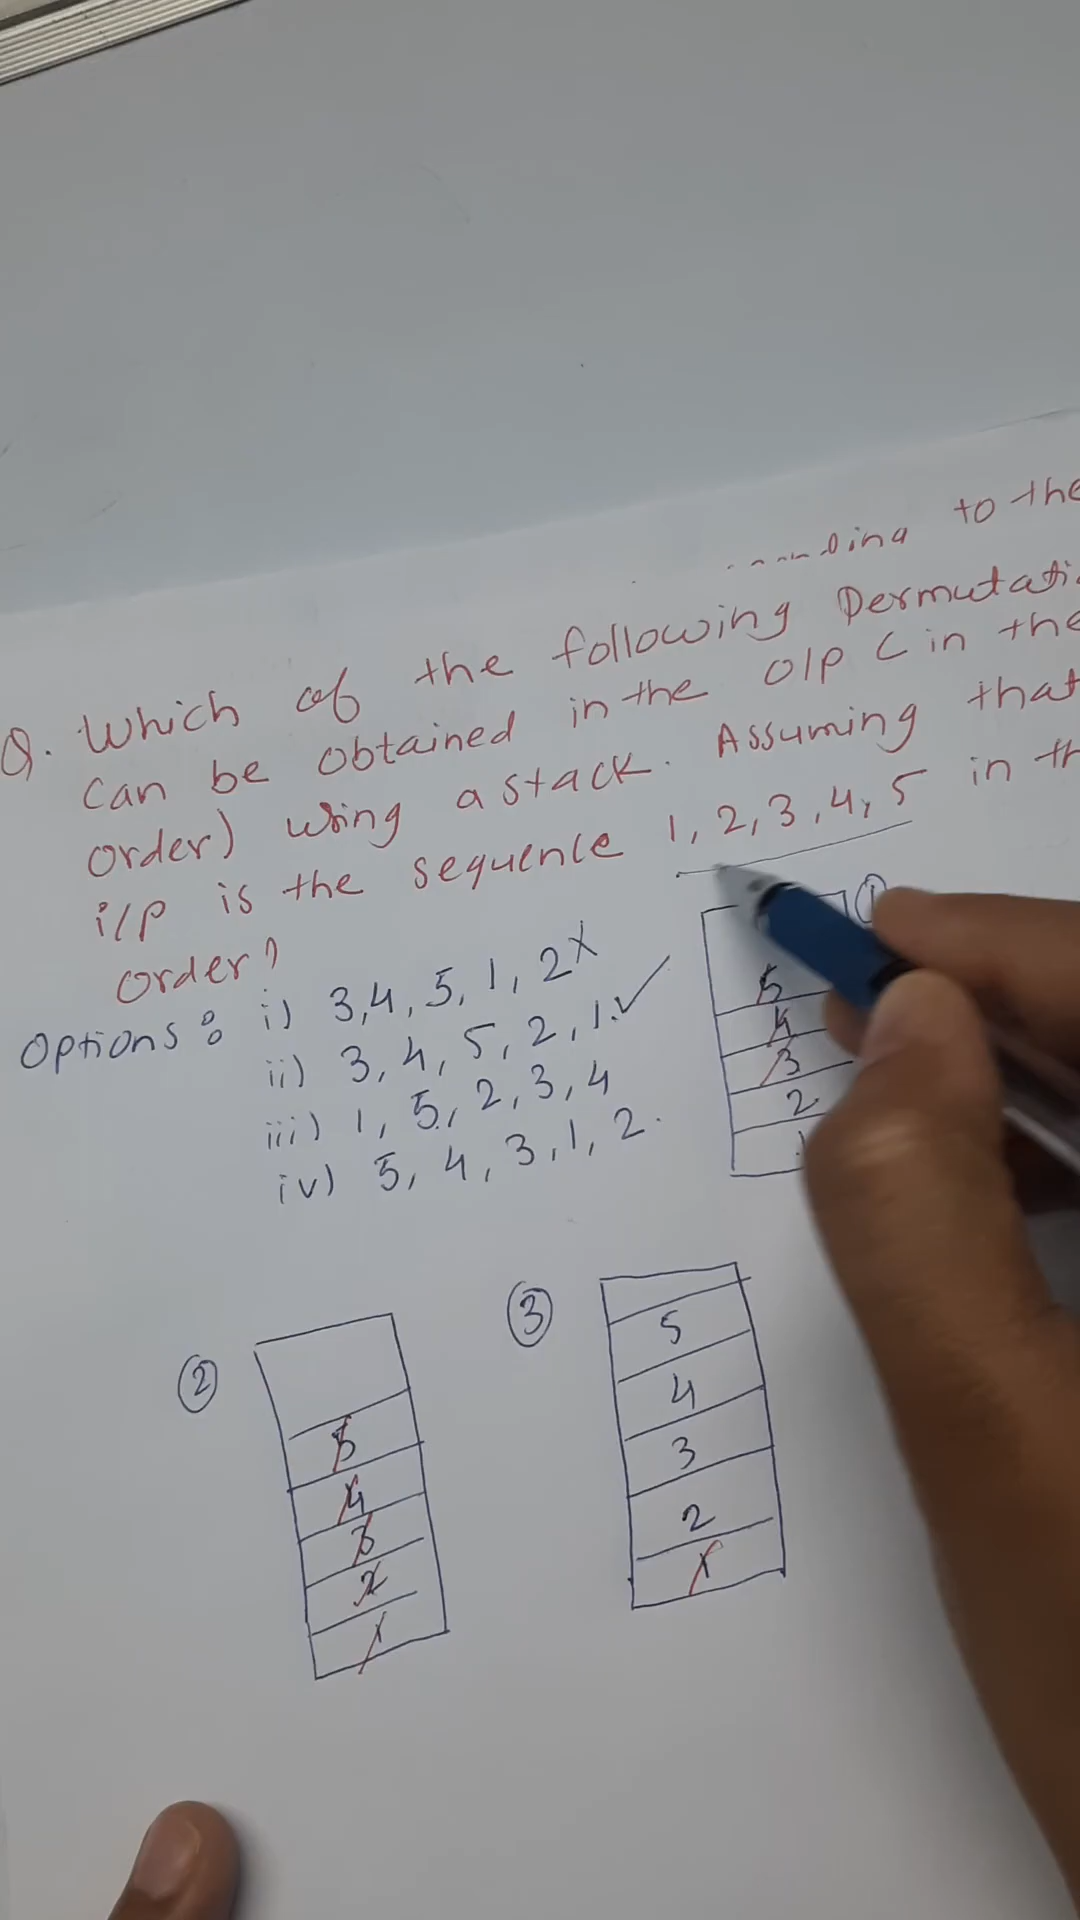 to the
Q. Which of the following Permutati
can be obtained in the O/P ( in the
order) using a stack. Assuming that
i/p is the sequence 1, 2, 3, 4, 5 in th
order?
Options: i) 3, 4, 5, 1, 2 X
ii) 3, 4, 5, 2, 1. ✓
iii) 1, 5, 2, 3, 4
iv) 5, 4, 3, 1, 2.
1
5
4
3
2
1
2
5
4
3
2
1
3
5
4
3
2
1